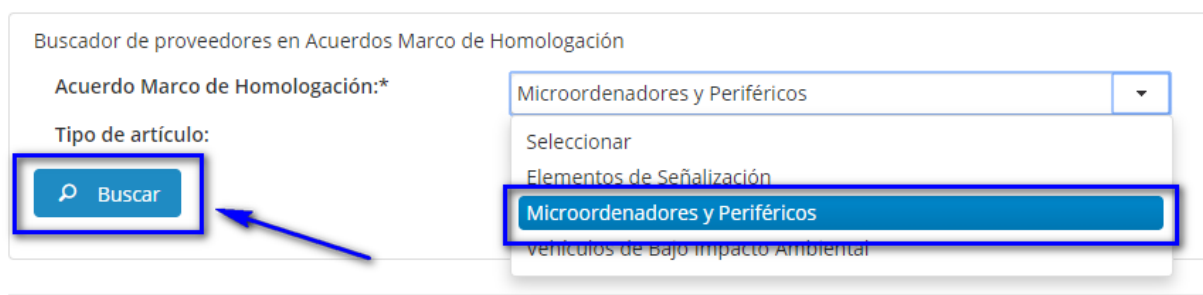 Buscador de proveedores en Acuerdos Marco de Homologación
Acuerdo Marco de Homologación:*
Microordenadores y Periféricos
Tipo de artículo:
Seleccionar
Elementos de Señalización
Buscar
Microordenadores y Periféricos
Vehículos de Bajo Impacto Ambiental